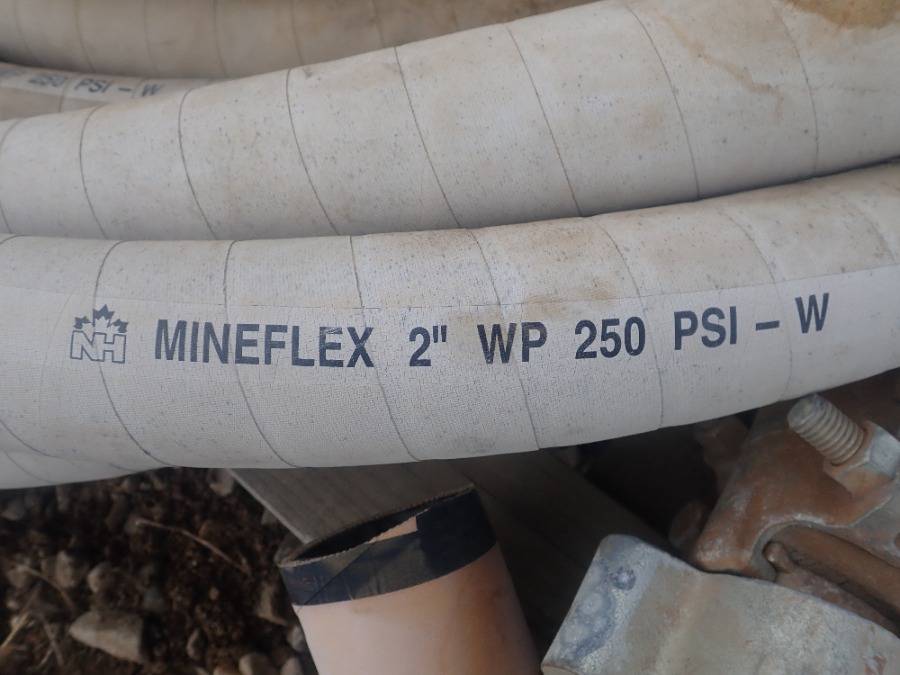 250 PSI - W
NH MINEFLEX 2" WP 250 PSI - W